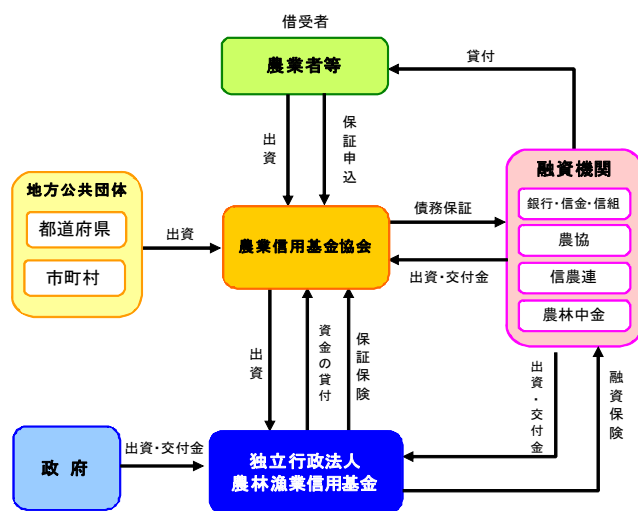 借受者
農業者等
貸付
出資
保証申込
地方公共団体
都道府県
市町村
出資
農業信用基金協会
債務保証
出資・交付金
融資機関
銀行・信金・信組
農協
信農連
農林中金
出資
資金の貸付
保証保険
出資・交付金
融資保険
政府
出資・交付金
独立行政法人
農林漁業信用基金